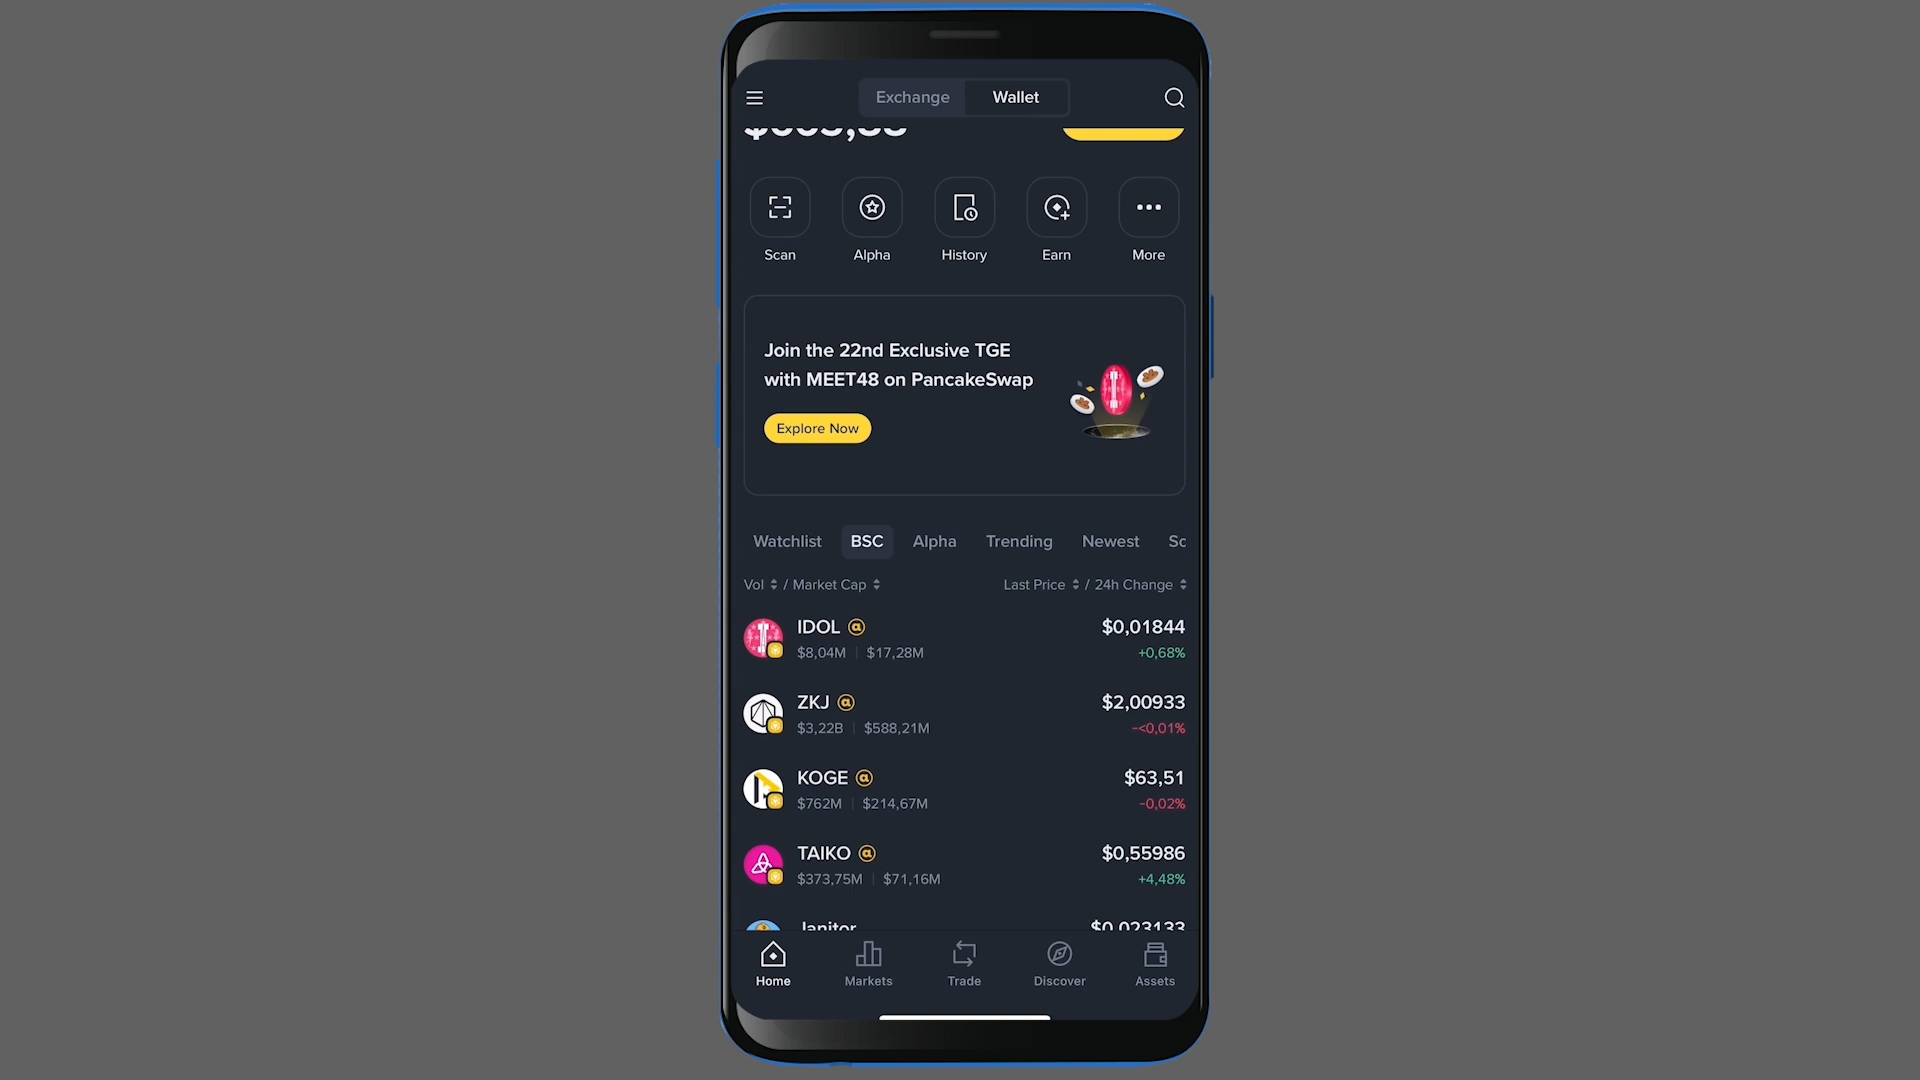 Exchange Wallet
Scan Alpha History Earn More
Join the 22nd Exclusive TGE
with MEET48 on PancakeSwap
Explore Now
Watchlist BSC Alpha Trending Newest
Vol / Market Cap Last Price / 24h Change
IDOL $0,01844
$8,04M | $17,28M +0,68%
ZKJ $2,00933
$3,22B | $588,21M -<0,01%
KOGE $63,51
$762M | $214,67M -0,02%
TAIKO $0,55986
$373,75M | $71,16M +4,48%
Janitor $0,023133
Home Markets Trade Discover Assets